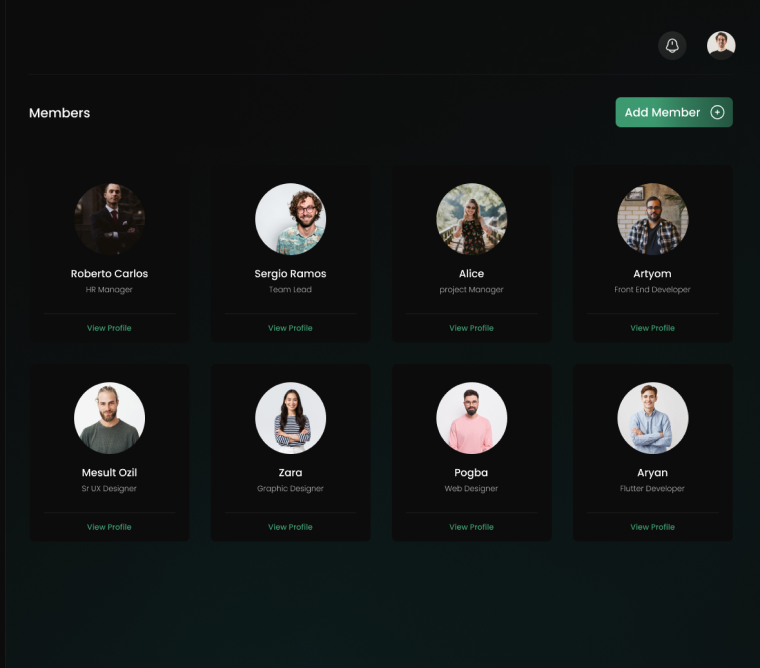 Members
Add Member
Roberto Carlos
HR Manager
View Profile
Sergio Ramos
Team Lead
View Profile
Alice
project Manager
View Profile
Artyom
Front End Developer
View Profile
Mesult Ozil
Sr UX Designer
View Profile
Zara
Graphic Designer
View Profile
Pogba
Web Designer
View Profile
Aryan
Flutter Developer
View Profile